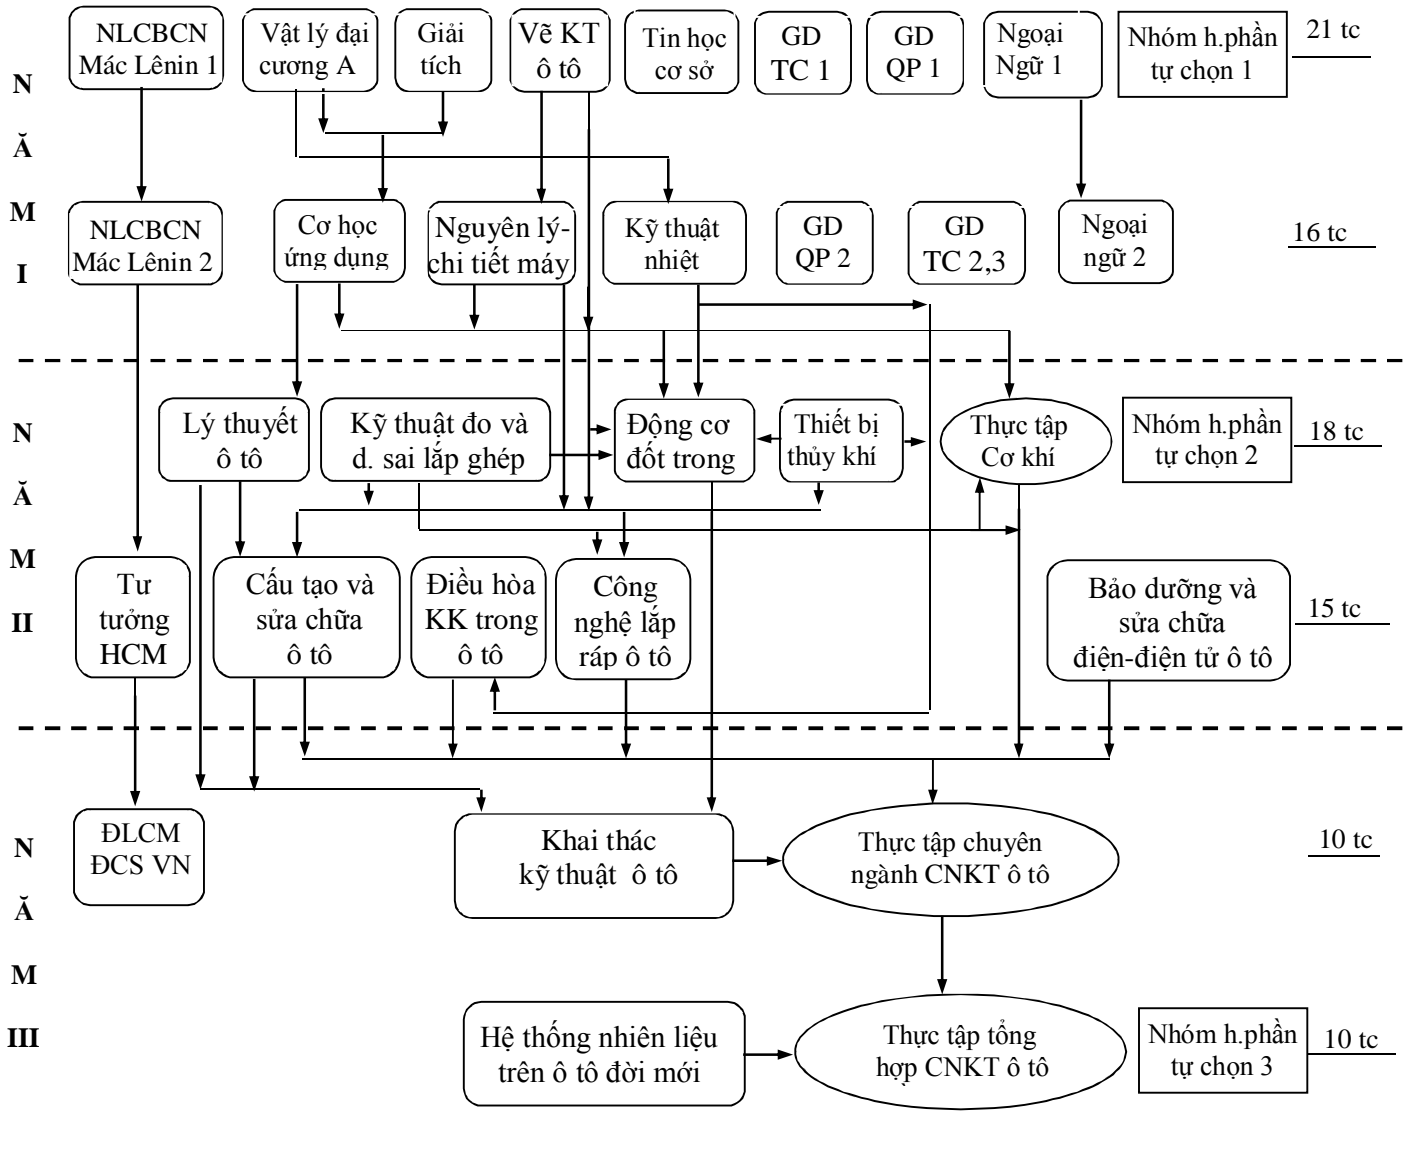 NLCBCN
Mác Lênin 1
Vật lý đại
cương A
Giải
tích
Vẽ KT
ô tô
Tin học
cơ sở
GD
TC 1
GD
QP 1
Ngoại
Ngữ 1
Nhóm h.phần
tự chọn 1
21 tc
N
Ă
M
I
NLCBCN
Mác Lênin 2
Cơ học
ứng dụng
Nguyên lý-
chi tiết máy
Kỹ thuật
nhiệt
GD
QP 2
GD
TC 2,3
Ngoại
ngữ 2
16 tc
N
Ă
M
II
Lý thuyết
ô tô
Kỹ thuật đo và
d. sai lắp ghép
Động cơ
đốt trong
Thiết bị
thủy khí
Thực tập
Cơ khí
Nhóm h.phần
tự chọn 2
18 tc
Tư
tưởng
HCM
Cấu tạo và
sửa chữa
ô tô
Điều hòa
KK trong
ô tô
Công
nghệ lắp
ráp ô tô
Bảo dưỡng và
sửa chữa
điện-điện tử ô tô
15 tc
N
Ă
M
III
ĐLCM
ĐCS VN
Khai thác
kỹ thuật ô tô
Thực tập chuyên
ngành CNKT ô tô
10 tc
Hệ thống nhiên liệu
trên ô tô đời mới
Thực tập tổng
hợp CNKT ô tô
Nhóm h.phần
tự chọn 3
10 tc